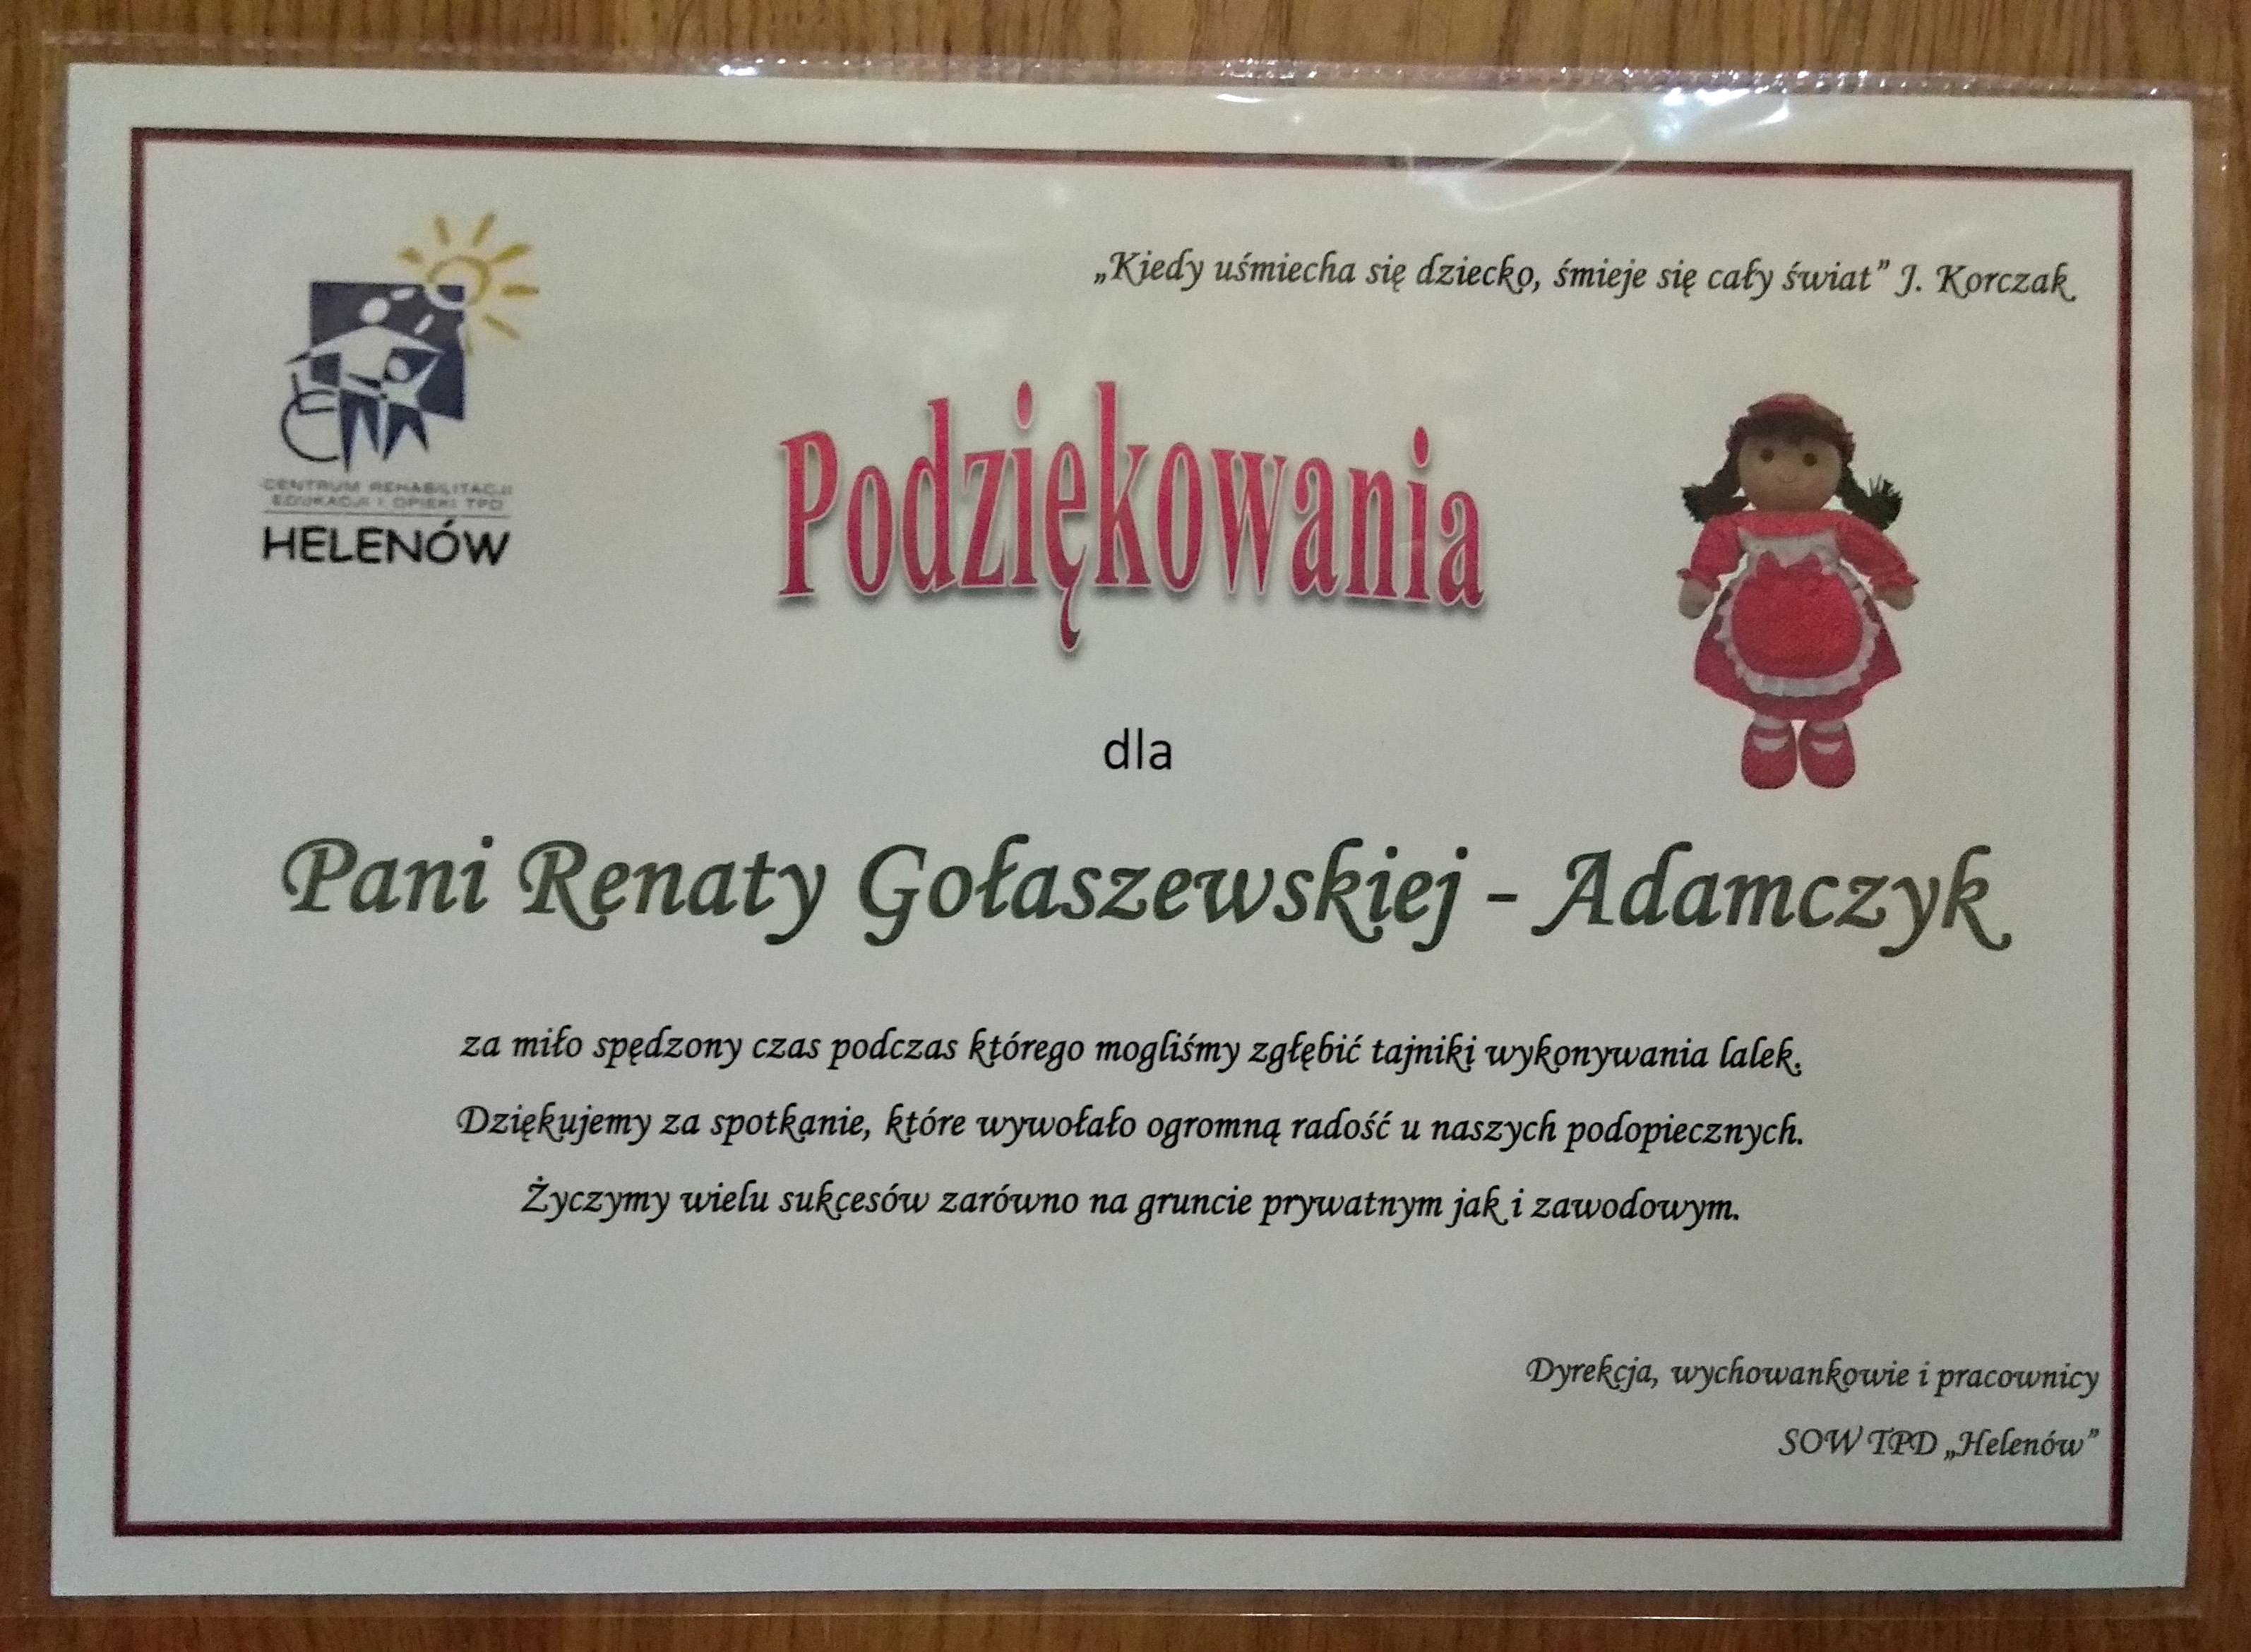 „Kiedy uśmiecha się dziecko, śmieje się cały świat” J. Korczak
CENTRUM REHABILITACJI
EDUKACJI I OPIEKI TPD
HELENÓW
Podziękowania
dla
Pani Renaty Gołaszewskiej - Adamczyk
za miło spędzony czas podczas którego mogliśmy zgłębić tajniki wykonywania lalek.
Dziękujemy za spotkanie, które wywołało ogromną radość u naszych podopiecznych.
Życzymy wielu sukcesów zarówno na gruncie prywatnym jak i zawodowym.
Dyrekcja, wychowankowie i pracownicy
SOW TPD „Helenów”